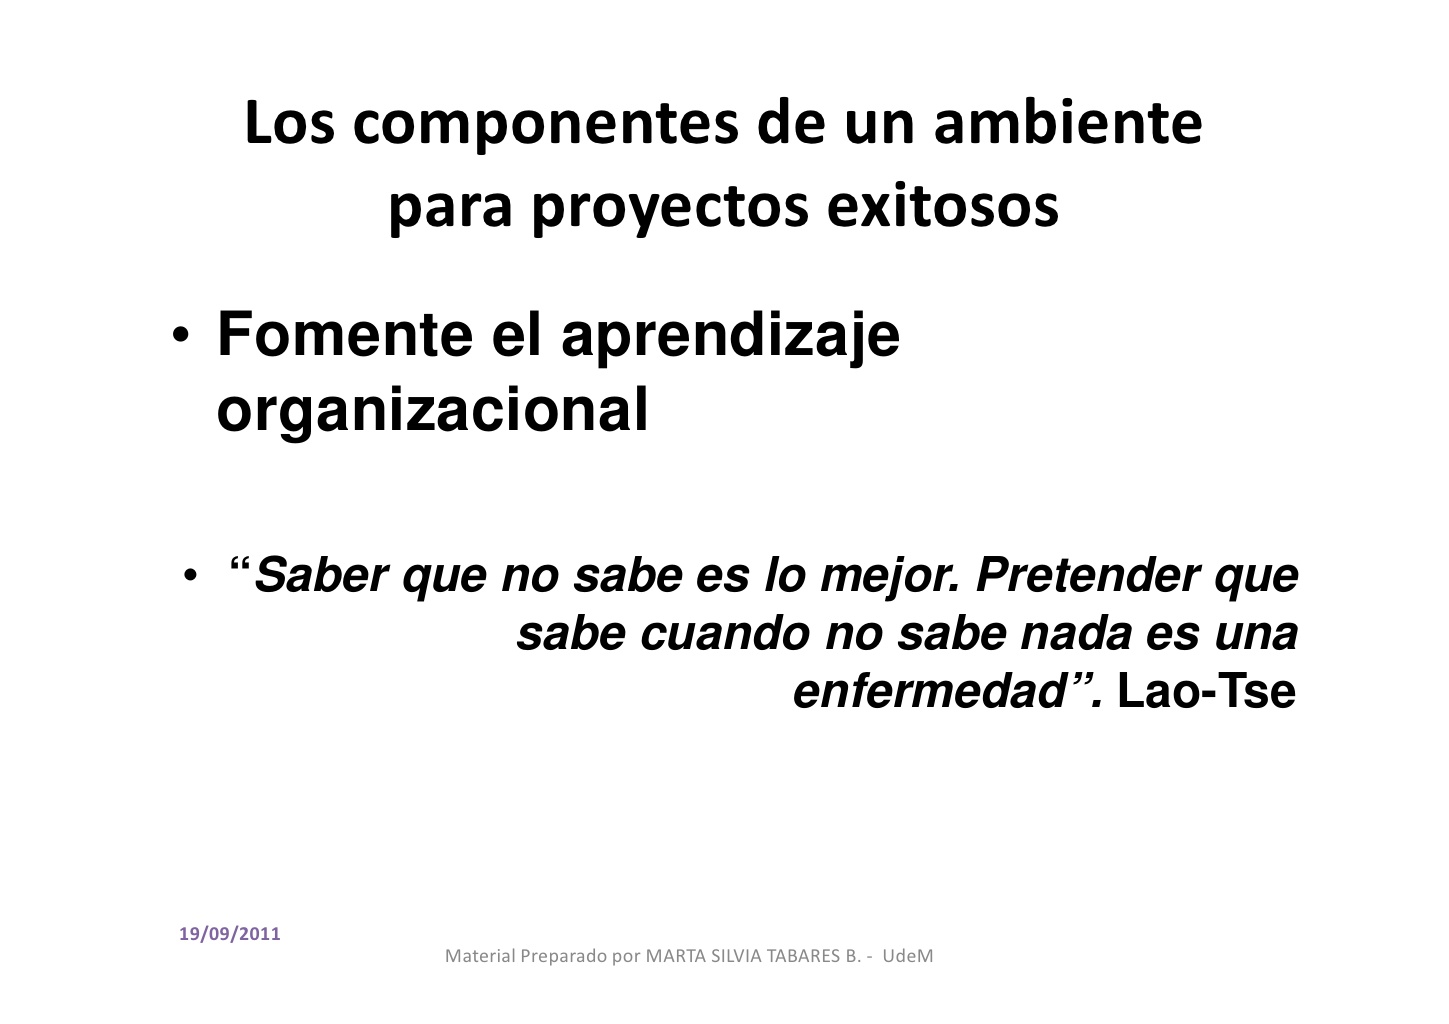 Los componentes de un ambiente
para proyectos exitosos
• Fomente el aprendizaje
organizacional
• “Saber que no sabe es lo mejor. Pretender que
sabe cuando no sabe nada es una
enfermedad”. Lao-Tse
19/09/2011
Material Preparado por MARTA SILVIA TABARES B. - UdeM